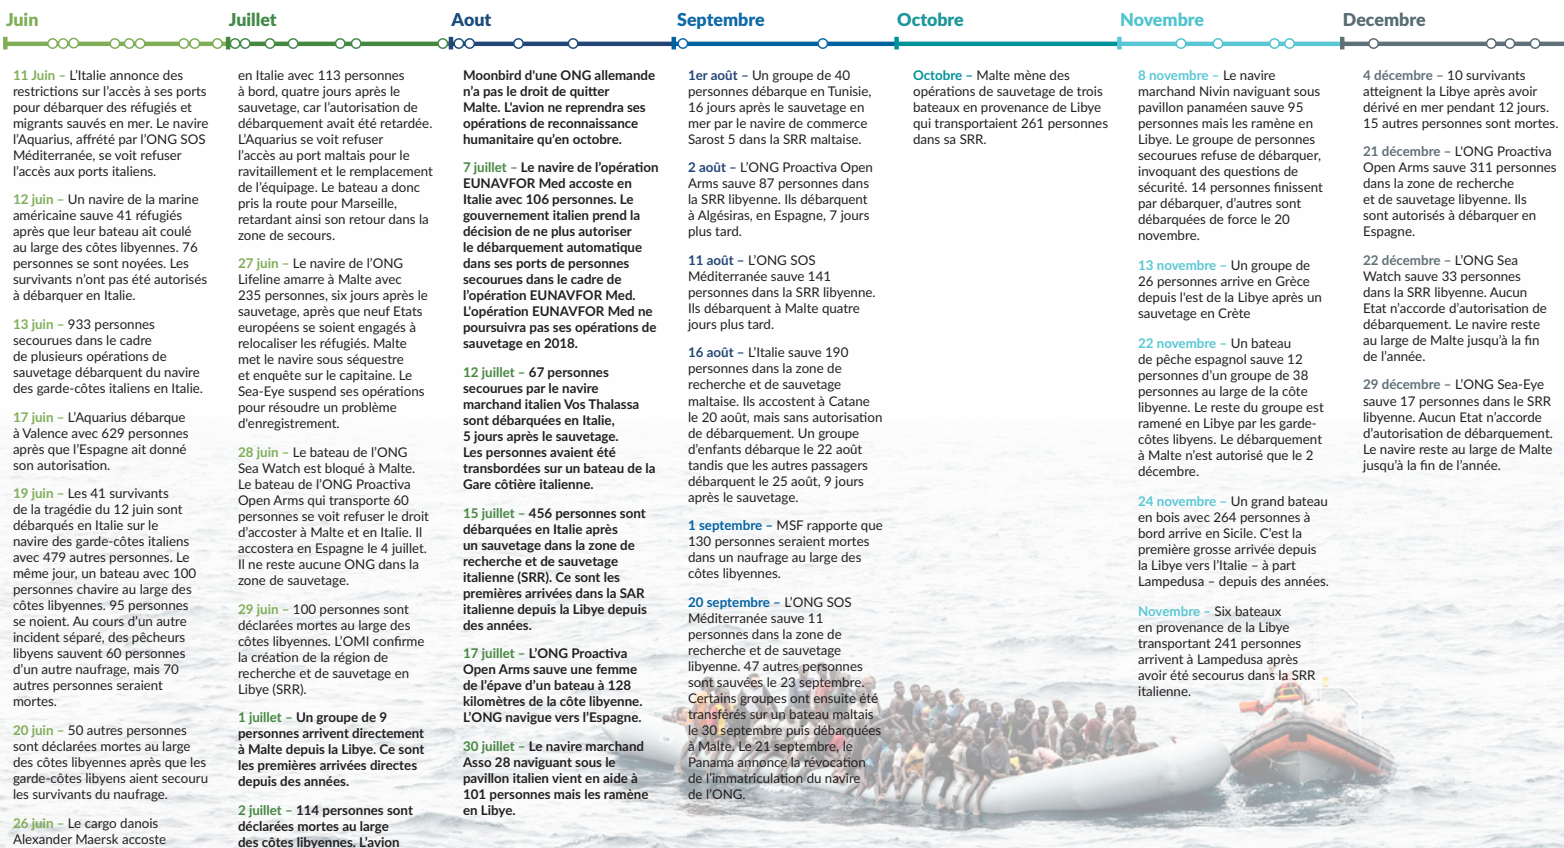 Juin
Juillet
Aout
Septembre
Octobre
Novembre
Decembre
11 Juin – L’Italie annonce des
restrictions sur l’accès à ses ports
pour débarquer des réfugiés et
migrants sauvés en mer. Le navire
l’Aquarius, affrété par l’ONG SOS
Méditerranée, se voit refuser
l’accès aux ports italiens.
12 juin – Un navire de la marine
américaine sauve 41 réfugiés
après que leur bateau ait coulé
au large des côtes libyennes. 76
personnes se sont noyées. Les
survivants n’ont pas été autorisés
à débarquer en Italie.
13 juin – 933 personnes
secourues dans le cadre
de plusieurs opérations de
sauvetage débarquent du navire
des garde-côtes italiens en Italie.
17 juin – L’Aquarius débarque
à Valence avec 629 personnes
après que l’Espagne ait donné
son autorisation.
19 juin – Les 41 survivants
de la tragédie du 12 juin sont
débarqués en Italie sur le
navire des garde-côtes italiens
avec 479 autres personnes. Le
même jour, un bateau avec 100
personnes chavire au large des
côtes libyennes. 95 personnes
se noient. Au cours d’un autre
incident séparé, des pêcheurs
libyens sauvent 60 personnes
d’un autre naufrage, mais 70
autres personnes seraient
mortes.
20 juin – 50 autres personnes
sont déclarées mortes au large
des côtes libyennes après que les
garde-côtes libyens aient secouru
les survivants du naufrage.
26 juin – Le cargo danois
Alexander Maersk accoste
en Italie avec 113 personnes
à bord, quatre jours après le
sauvetage, car l’autorisation de
débarquement avait été retardée.
L’Aquarius se voit refuser
l’accès au port maltais pour le
ravitaillement et le remplacement
de l’équipage. Le bateau a donc
pris la route pour Marseille,
retardant ainsi son retour dans la
zone de secours.
27 juin – Le navire de l’ONG
Lifeline amarre à Malte avec
235 personnes, six jours après le
sauvetage, après que neuf Etats
européens se soient engagés à
relocaliser les réfugiés. Malte
met le navire sous séquestre
et enquête sur le capitaine. Le
Sea-Eye suspend ses opérations
pour résoudre un problème
d’enregistrement.
28 juin – Le bateau de l’ONG
Sea Watch est bloqué à Malte.
Le bateau de l’ONG Proactiva
Open Arms qui transporte 60
personnes se voit refuser le droit
d’accoster à Malte et en Italie. Il
accostera en Espagne le 4 juillet.
Il ne reste aucune ONG dans la
zone de sauvetage.
29 juin – 100 personnes sont
déclarées mortes au large des
côtes libyennes. L’OMI confirme
la création de la région de
recherche et de sauvetage en
Libye (SRR).
1 juillet – Un groupe de 9
personnes arrivent directement
à Malte depuis la Libye. Ce sont
les premières arrivées directes
depuis des années.
2 juillet – 114 personnes sont
déclarées mortes au large
des côtes libyennes. L’avion
Moonbird d'une ONG allemande
n’a pas le droit de quitter
Malte. L'avion ne reprendra ses
opérations de reconnaissance
humanitaire qu’en octobre.
7 juillet – Le navire de l’opération
EUNAVFOR Med accoste en
Italie avec 106 personnes. Le
gouvernement italien prend la
décision de ne plus autoriser
le débarquement automatique
dans ses ports de personnes
secourues dans le cadre de
l’opération EUNAVFOR Med.
L'opération EUNAVFOR Med ne
poursuivra pas ses opérations de
sauvetage en 2018.
12 juillet – 67 personnes
secourues par le navire
marchand italien Vos Thalassa
sont débarquées en Italie,
5 jours après le sauvetage.
Les personnes avaient été
transbordées sur un bateau de la
Gare côtière italienne.
15 juillet – 456 personnes sont
débarquées en Italie après
un sauvetage dans la zone de
recherche et de sauvetage
italienne (SRR). Ce sont les
premières arrivées dans la SAR
italienne depuis la Libye depuis
des années.
17 juillet – L’ONG Proactiva
Open Arms sauve une femme
de l’épave d’un bateau à 128
kilomètres de la côte libyenne.
L’ONG navigue vers l’Espagne.
30 juillet – Le navire marchand
Asso 28 naviguant sous le
pavillon italien vient en aide à
101 personnes mais les ramène
en Libye.
1er août – Un groupe de 40
personnes débarque en Tunisie,
16 jours après le sauvetage en
mer par le navire de commerce
Sarost 5 dans la SRR maltaise.
2 août – L’ONG Proactiva Open
Arms sauve 87 personnes dans
la SRR libyenne. Ils débarquent
à Algésiras, en Espagne, 7 jours
plus tard.
11 août – L’ONG SOS
Méditerranée sauve 141
personnes dans la SRR libyenne.
Ils débarquent à Malte quatre
jours plus tard.
16 août – L’Italie sauve 190
personnes dans la zone de
recherche et de sauvetage
maltaise. Ils accostent à Catane
le 20 août, mais sans autorisation
de débarquement. Un groupe
d’enfants débarque le 22 août
tandis que les autres passagers
débarquent le 25 août, 9 jours
après le sauvetage.
1 septembre – MSF rapporte que
130 personnes seraient mortes
dans un naufrage au large des
côtes libyennes.
20 septembre – L’ONG SOS
Méditerranée sauve 11
personnes dans la zone de
recherche et de sauvetage
libyenne. 47 autres personnes
sont sauvées le 23 septembre.
Certains groupes ont ensuite été
transférés sur un bateau maltais
le 30 septembre puis débarquées
à Malte. Le 21 septembre, le
Panama annonce la révocation
de l’immatriculation du navire
de l’ONG.
Octobre – Malte mène des
opérations de sauvetage de trois
bateaux en provenance de Libye
qui transportaient 261 personnes
dans sa SRR.
8 novembre – Le navire
marchand Nivin naviguant sous
pavillon panaméen sauve 95
personnes mais les ramène en
Libye. Le groupe de personnes
secourues refuse de débarquer,
invoquant des questions de
sécurité. 14 personnes finissent
par débarquer, d’autres sont
débarquées de force le 20
novembre.
13 novembre – Un groupe de
26 personnes arrive en Grèce
depuis l'est de la Libye après un
sauvetage en Crète
22 novembre – Un bateau
de pêche espagnol sauve 12
personnes d’un groupe de 38
personnes au large de la côte
libyenne. Le reste du groupe est
ramené en Libye par les garde-
côtes libyens. Le débarquement
à Malte n’est autorisé que le 2
décembre.
24 novembre – Un grand bateau
en bois avec 264 personnes à
bord arrive en Sicile. C’est la
première grosse arrivée depuis
la Libye vers l’Italie – à part
Lampedusa – depuis des années.
Novembre – Six bateaux
en provenance de la Libye
transportant 241 personnes
arrivent à Lampedusa après
avoir été secourus dans la SRR
italienne.
4 décembre – 10 survivants
atteignent la Libye après avoir
dérivé en mer pendant 12 jours.
15 autres personnes sont mortes.
21 décembre – L’ONG Proactiva
Open Arms sauve 311 personnes
dans la zone de recherche
et de sauvetage libyenne. Ils
sont autorisés à débarquer en
Espagne.
22 décembre – L’ONG Sea
Watch sauve 33 personnes
dans la SRR libyenne. Aucun
Etat n’accorde d’autorisation de
débarquement. Le navire reste
au large de Malte jusqu’à la fin
de l’année.
29 décembre – L’ONG Sea-Eye
sauve 17 personnes dans le SRR
libyenne. Aucun Etat n’accorde
d’autorisation de débarquement.
Le navire reste au large de Malte
jusqu’à la fin de l’année.